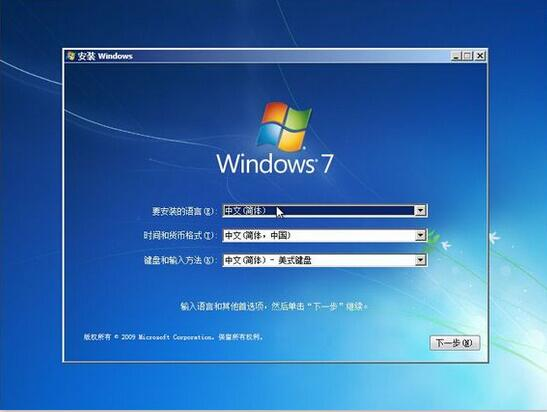 安装 Windows
Windows 7
要安装的语言(E): 中文(简体)
时间和货币格式(T): 中文(简体，中国)
键盘和输入方法(K): 中文(简体) - 美式键盘
输入语言和其他首选项，然后单击“下一步”继续。
版权所有 © 2009 Microsoft Corporation. 保留所有权利。
下一步(N)